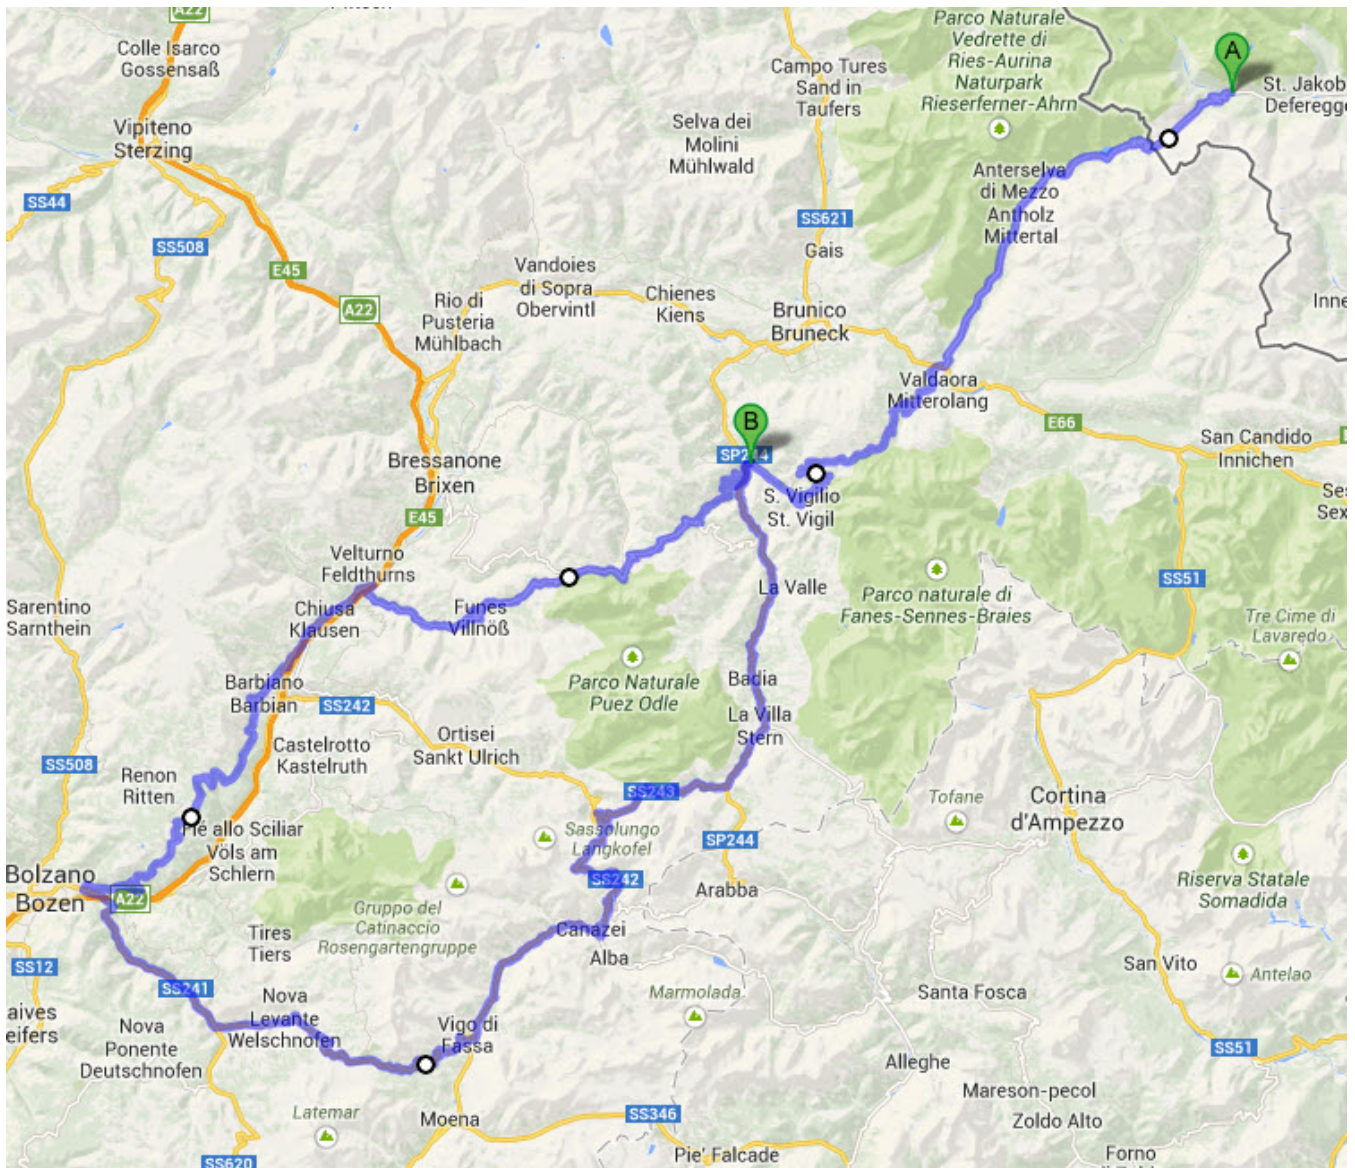 A22
Colle Isarco
Gossensaß
Parco Naturale
Vedrette di
Ries-Aurina
Naturpark
Rieserferner-Ahrn
A
St. Jakob
Deferegge
Campo Tures
Sand in
Taufers
Vipiteno
Sterzing
Selva dei
Molini
Mühlwald
SS44
SS508
Anterselva
di Mezzo
Antholz
Mittertal
SS621
Gais
E45
A22
Vandoies
di Sopra
Obervintl
Rio di
Pusteria
Mühlbach
Chienes
Kiens
Brunico
Bruneck
Inne
Valdaora
Mitterolang
E66
B
SP244
San Candido
Innichen
Bressanone
Brixen
E45
S. Vigilio
St. Vigil
Ses
Sex
Velturno
Feldthurns
La Valle
Parco naturale di
Fanes-Sennes-Braies
SS51
Sarentino
Sarnthein
Chiusa
Klausen
Funes
Villnöß
Tre Cime di
Lavaredo
Barbiano
Barbian
SS242
Parco Naturale
Puez Odle
Badia
La Villa
Stern
Ortisei
Sankt Ulrich
Castelrotto
Kastelruth
SS508
Renon
Ritten
SS243
Tofane
Cortina
d'Ampezzo
Fié allo Sciliar
Völs am
Schlern
Sassolungo
Langkofel
SP244
Bolzano
Bozen
A22
SS242
Arabba
Riserva Statale
Somadida
Gruppo del
Catinaccio
Rosengartengruppe
Tires
Tiers
Canazei
Alba
SS12
SS241
San Vito
Antelao
Nova
Levante
Welschnofen
Marmolada
Santa Fosca
aives
eifers
Nova
Ponente
Deutschnofen
Vigo di
Fassa
SS51
Alleghe
Mareson-pecol
Zoldo Alto
Latemar
Moena
SS346
SS620
Pie' Falcade
Forno